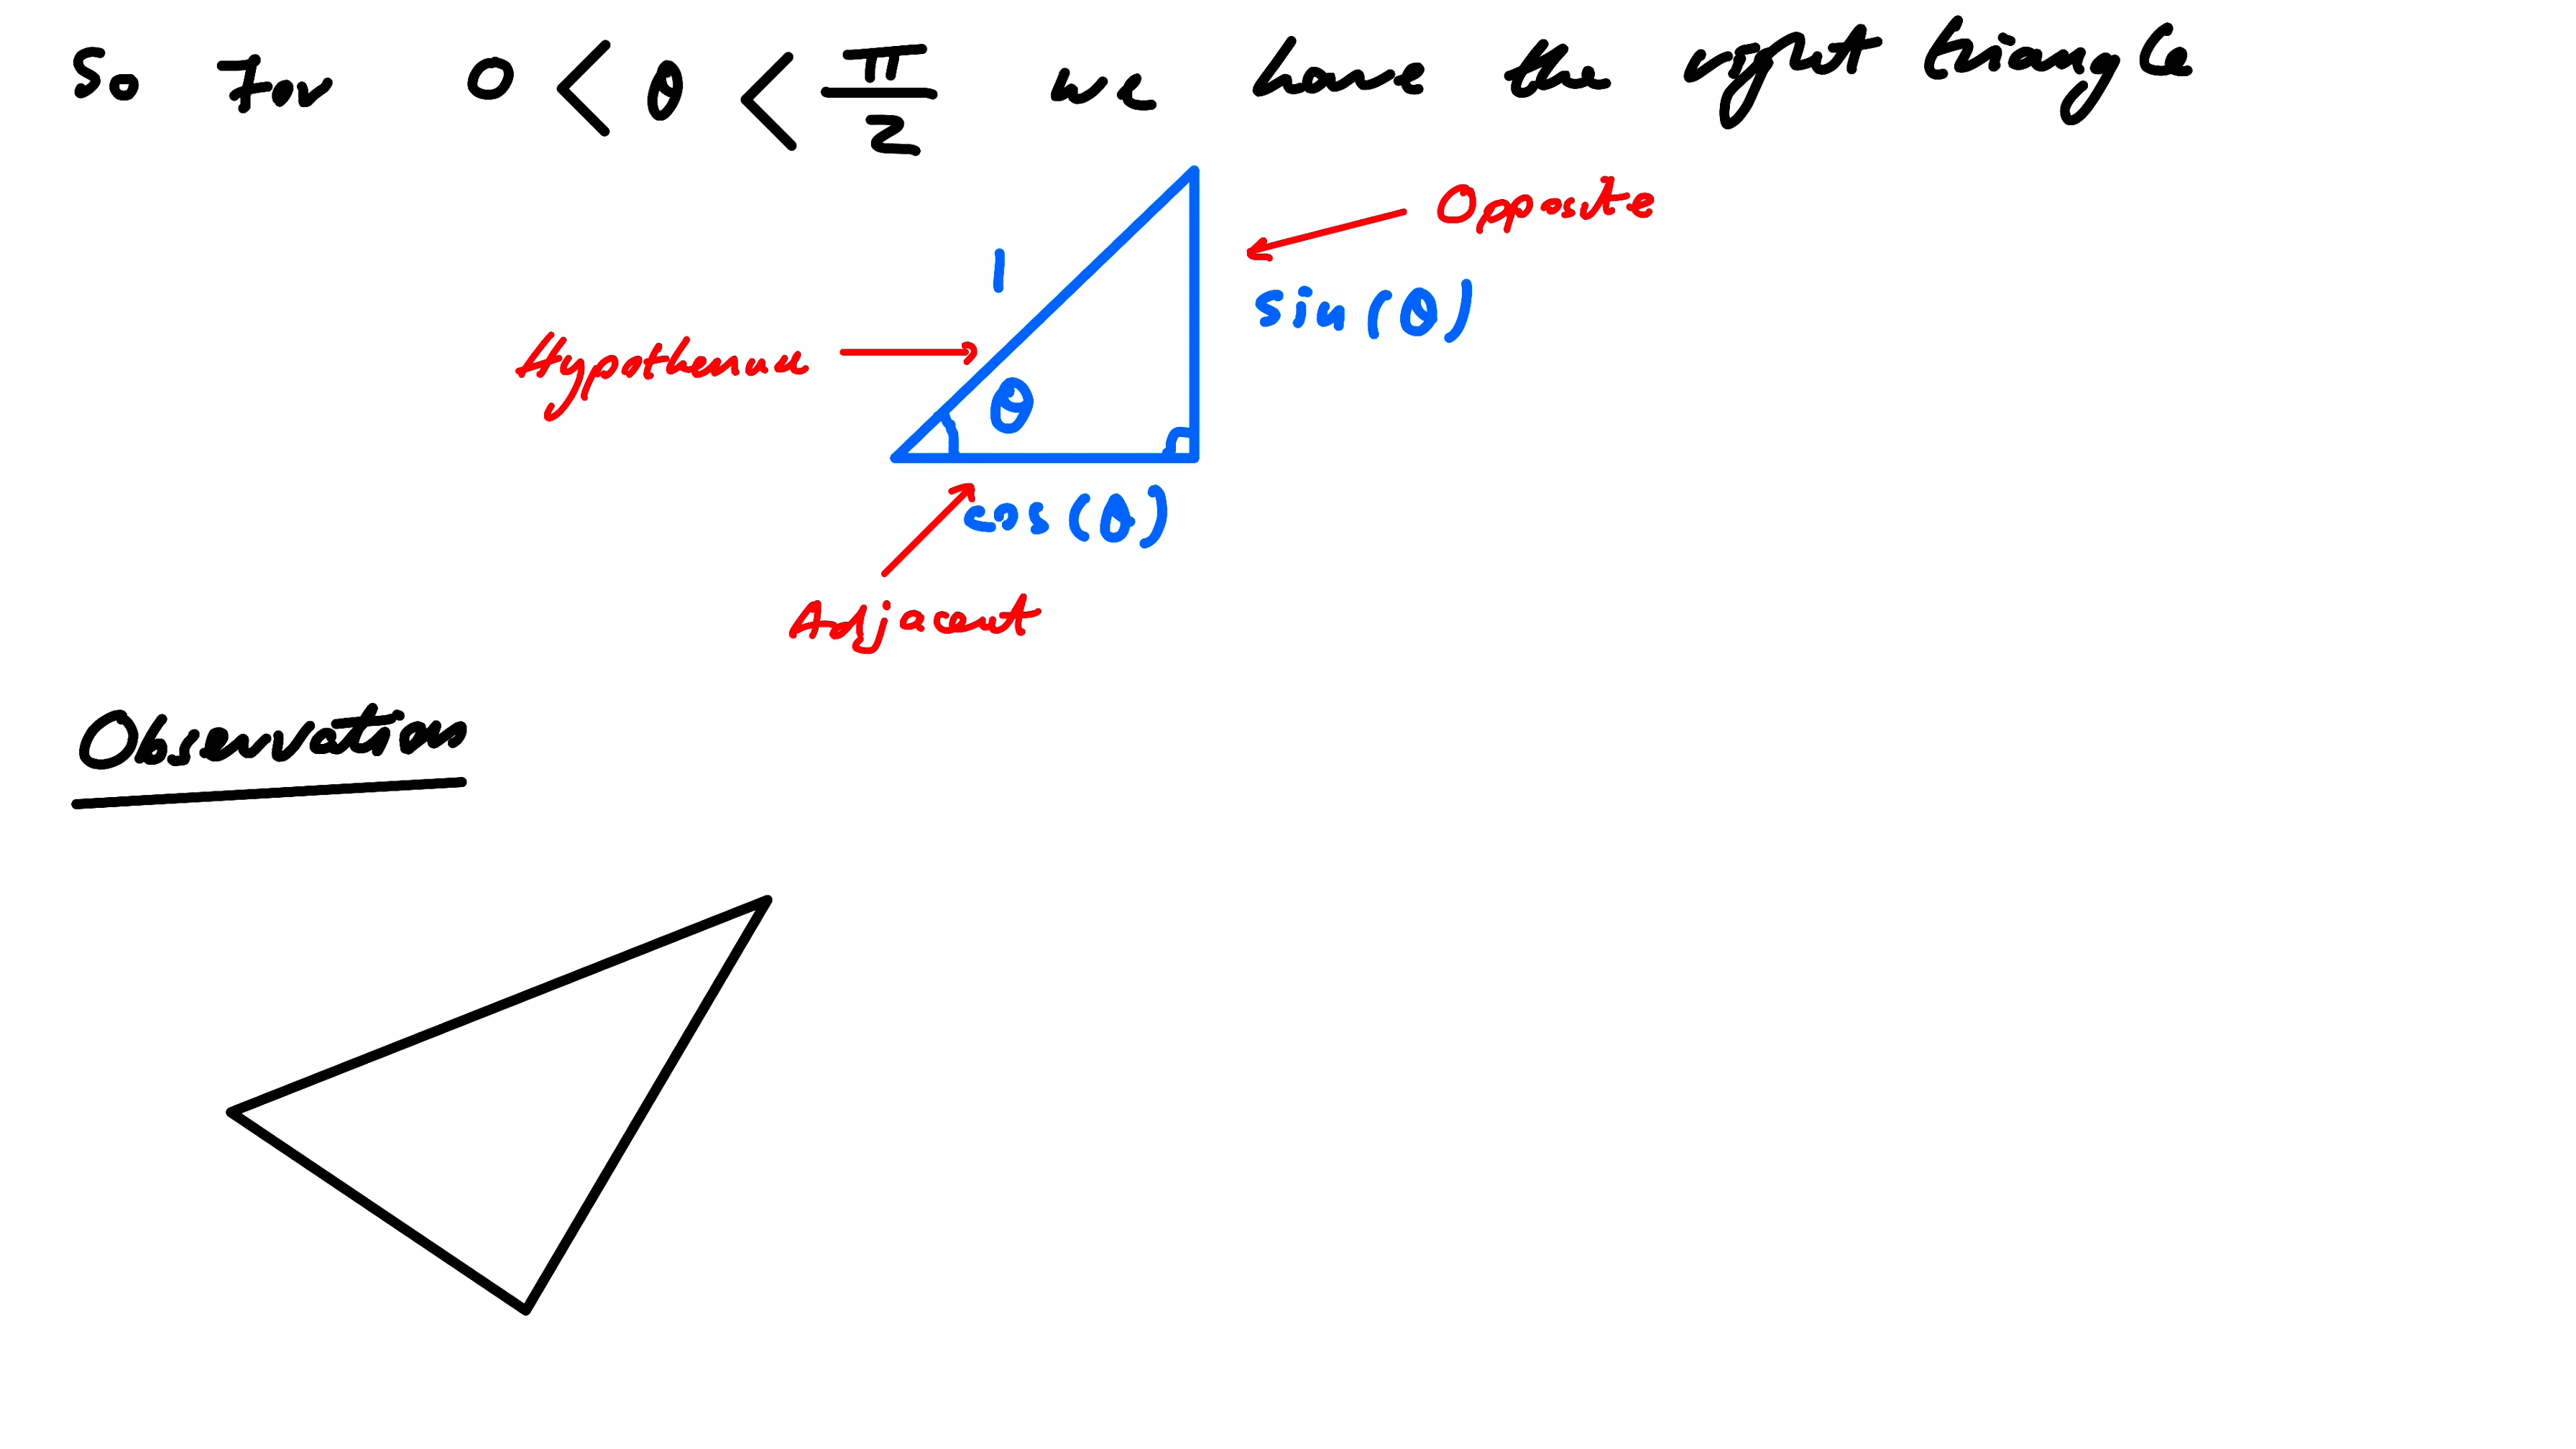 So for 0 < θ < π/2 we have the right triangle
Opposite
1
sin(θ)
Hypothenuse
θ
cos(θ)
Adjacent
Observation